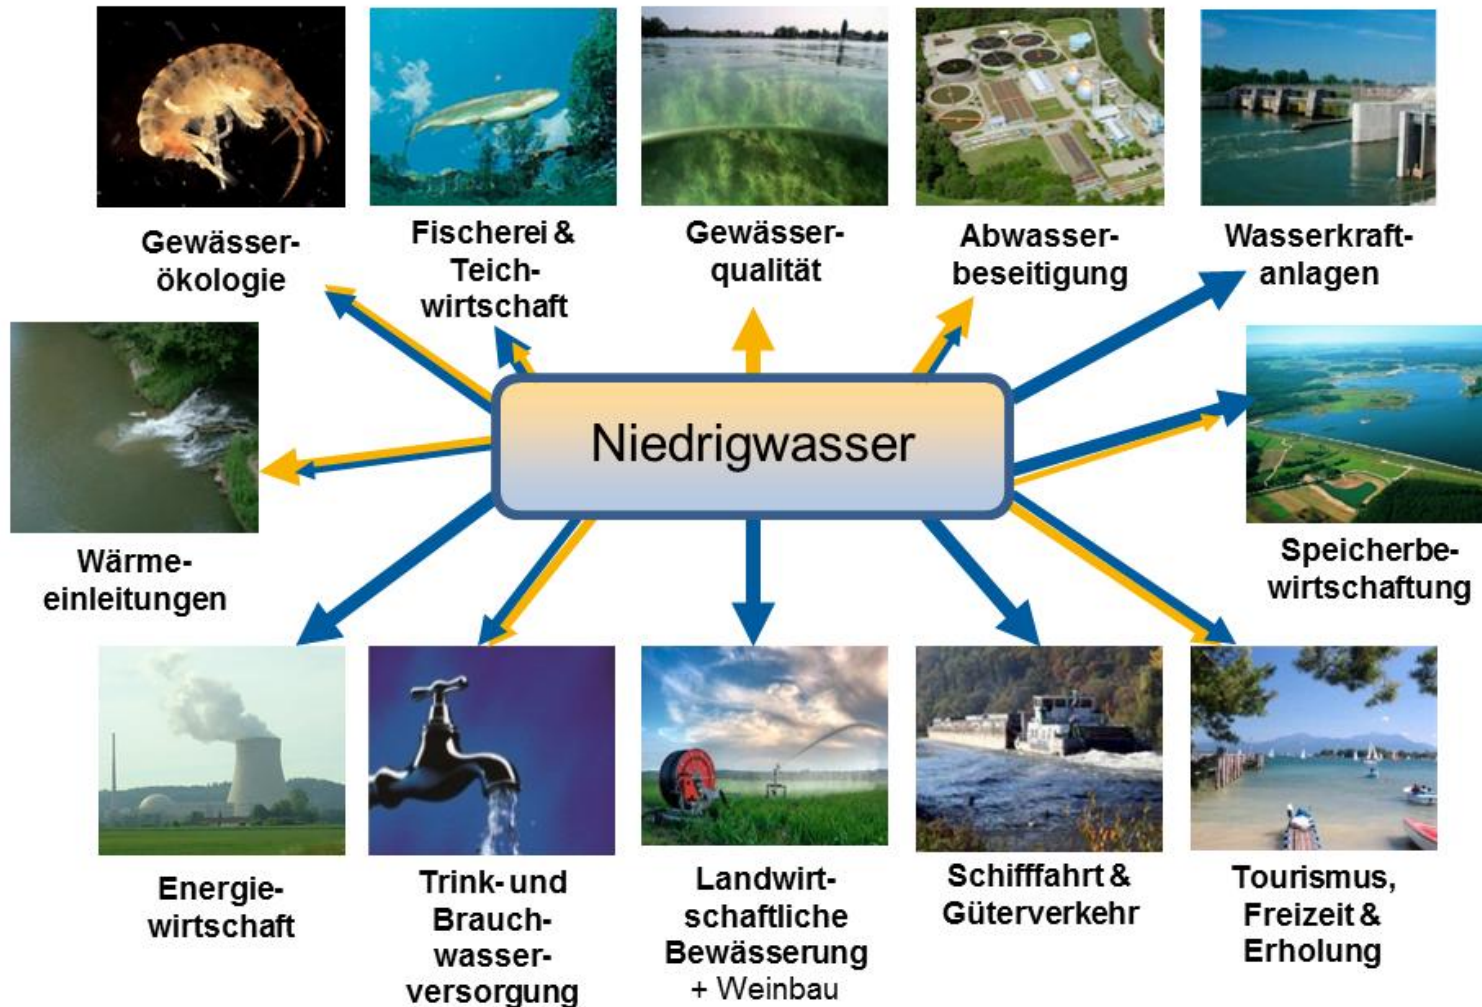 Gewässer-
ökologie
Fischerei &
Teich-
wirtschaft
Gewässer-
qualität
Abwasser-
beseitigung
Wasserkraft-
anlagen
Niedrigwasser
Wärme-
einleitungen
Speicherbe-
wirtschaftung
Energie-
wirtschaft
Trink- und
Brauch-
wasser-
versorgung
Landwirt-
schaftliche
Bewässerung
+ Weinbau
Schifffahrt &
Güterverkehr
Tourismus,
Freizeit &
Erholung